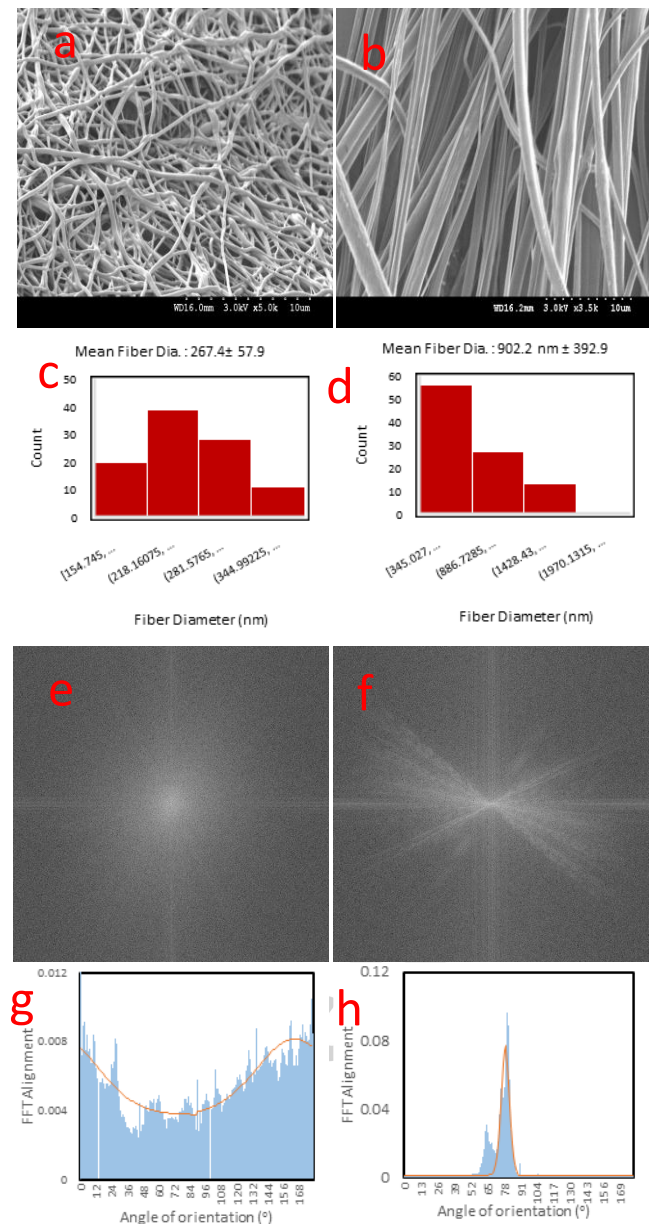 a
b
WD16.0mm 3.0kV x5.0k 10um
WD16.2mm 3.0kV x3.5k 10um
Mean Fiber Dia. : 267.4± 57.9
Mean Fiber Dia. : 902.2 nm ± 392.9
c
50
40
30
20
10
0
Count
[154.745, ...
(218.16075, ...
(281.5765, ...
(344.99225, ...
Fiber Diameter (nm)
d
60
50
40
30
20
10
0
Count
[345.027, ...
(886.7285, ...
(1428.43, ...
(1970.1315, ...
Fiber Diameter (nm)
e
f
g
0.012
0.008
0.004
0
FFT Alignment
0 12 24 36 48 60 72 84 96 108 120 132 144 156 168
Angle of orientation (°)
h
0.12
0.08
0.04
0
FFT Alignment
0 13 26 39 52 65 78 91 104 117 130 143 156 169
Angle of orientation (°)